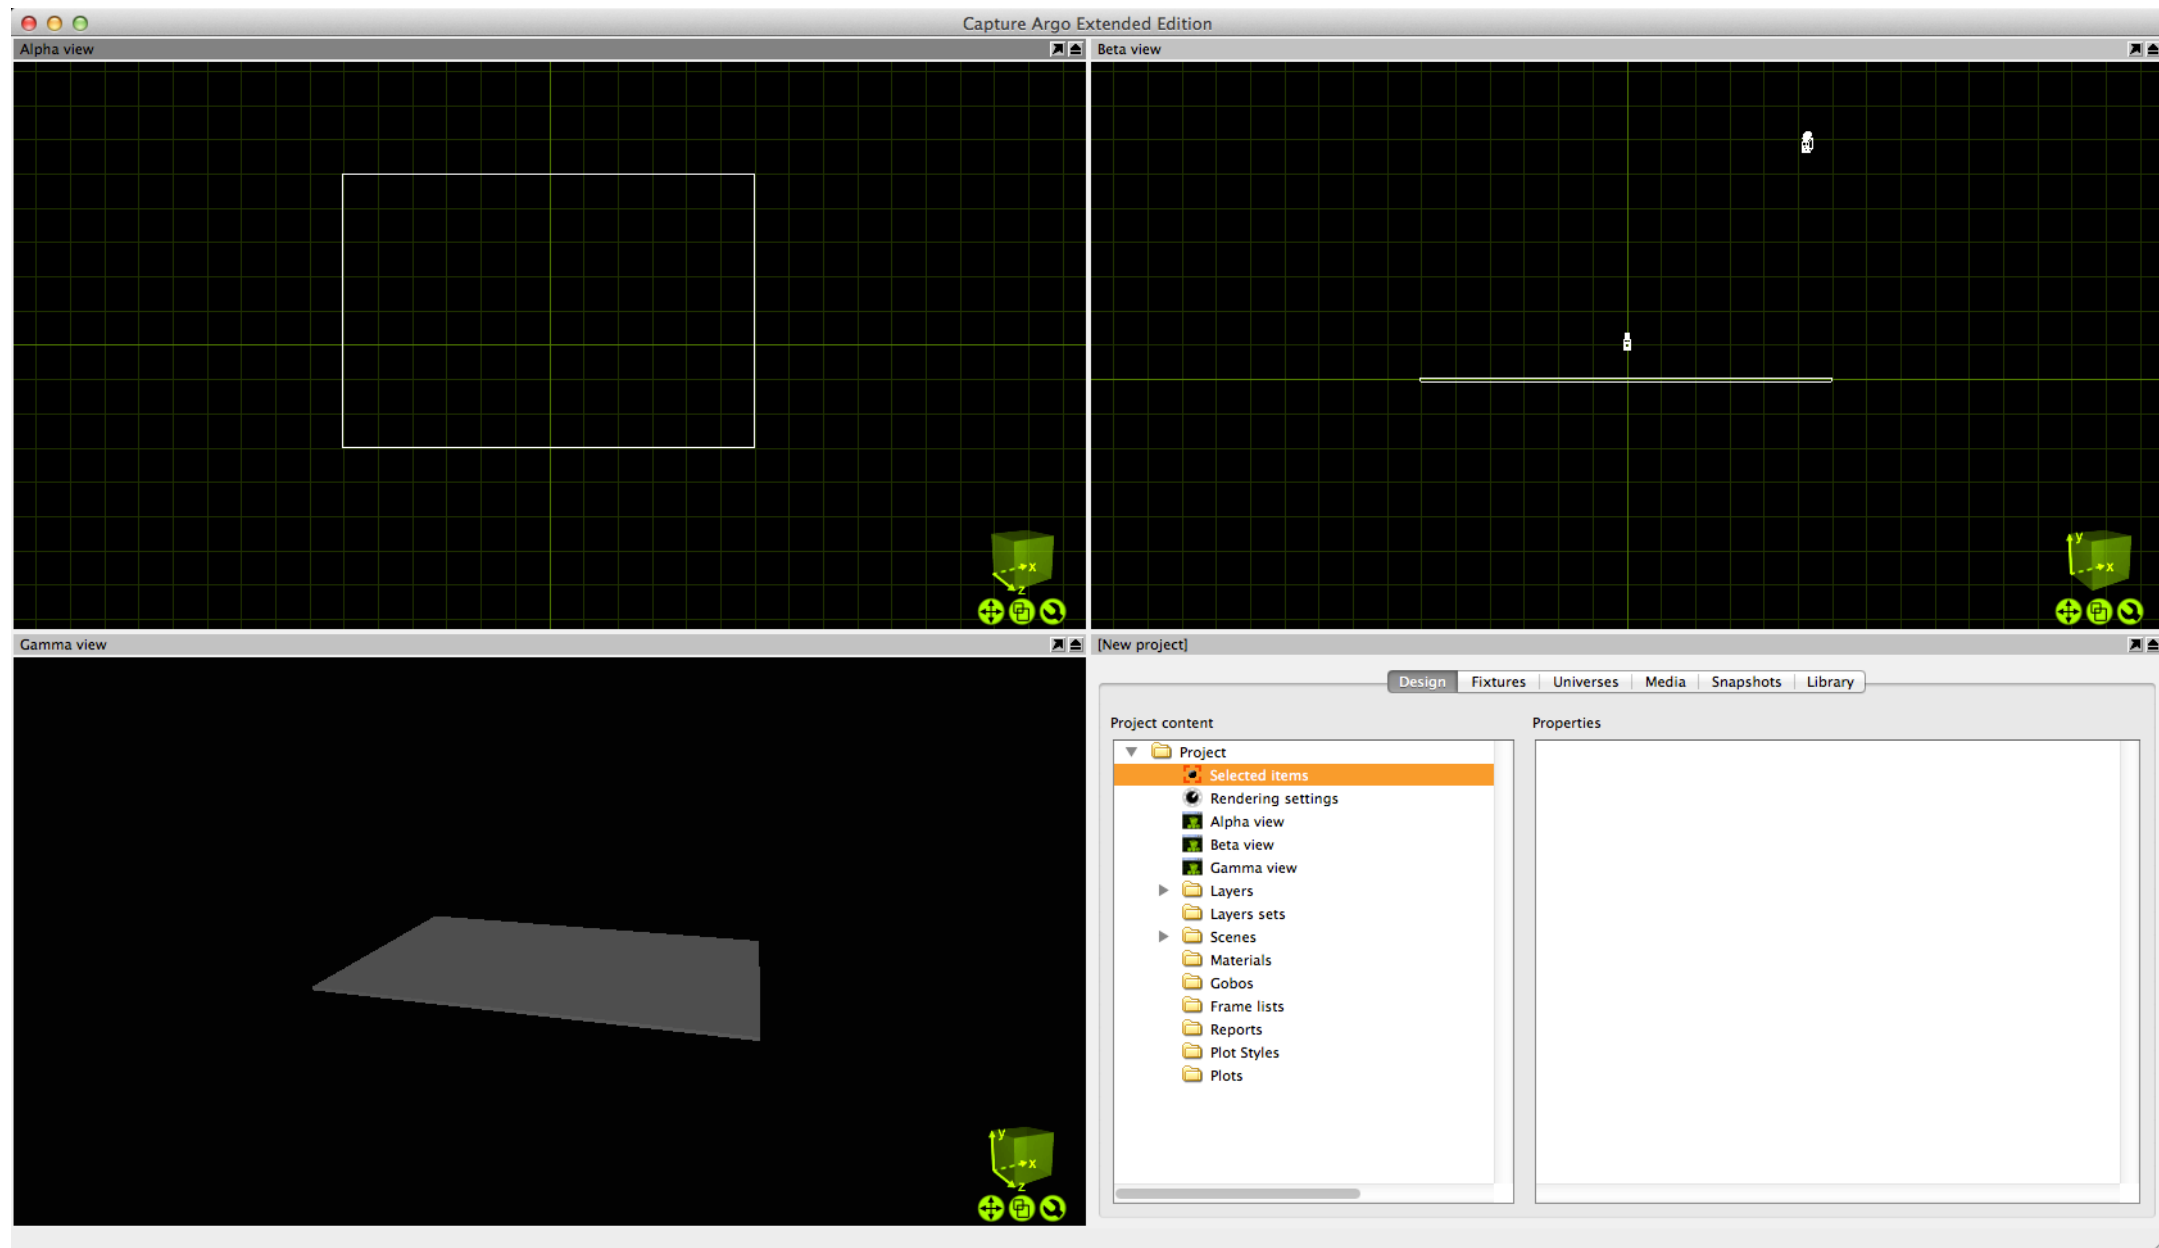 Capture Argo Extended Edition
Alpha view
Beta view
x
z
y
x
Gamma view
y
x
z
[New project]
Design Fixtures Universes Media Snapshots Library
Project content
Properties
Project
Selected items
Rendering settings
Alpha view
Beta view
Gamma view
Layers
Layers sets
Scenes
Materials
Gobos
Frame lists
Reports
Plot Styles
Plots